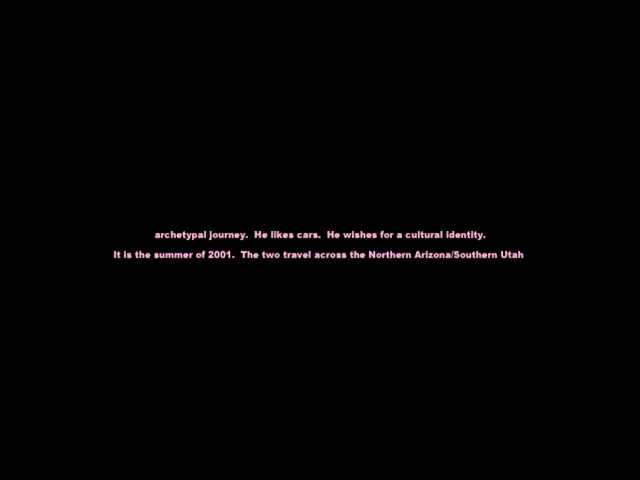 archetypal journey.  He likes cars.  He wishes for a cultural identity.
It is the summer of 2001.  The two travel across the Northern Arizona/Southern Utah